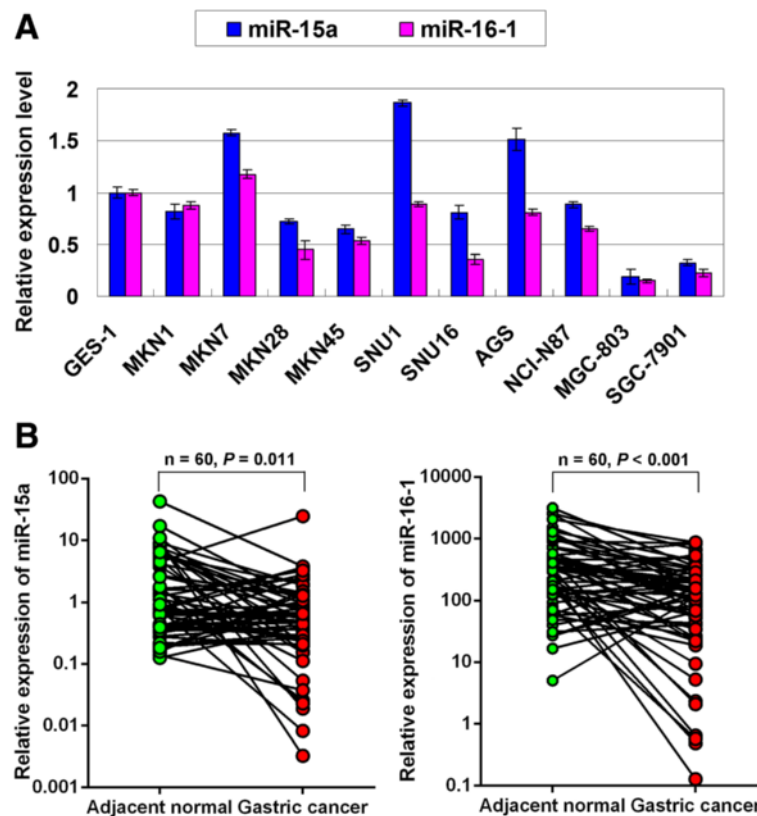 A
miR-15a miR-16-1
Relative expression level
2
1.5
1
0.5
0
GES-1 MKN1 MKN7 MKN28 MKN45 SNU1 SNU16 AGS NCI-N87 MGC-803 SGC-7901
B
n = 60, P = 0.011
Relative expression of miR-15a
100
10
1
0.1
0.01
0.001
Adjacent normal Gastric cancer
n = 60, P < 0.001
Relative expression of miR-16-1
10000
1000
100
10
1
0.1
Adjacent normal Gastric cancer